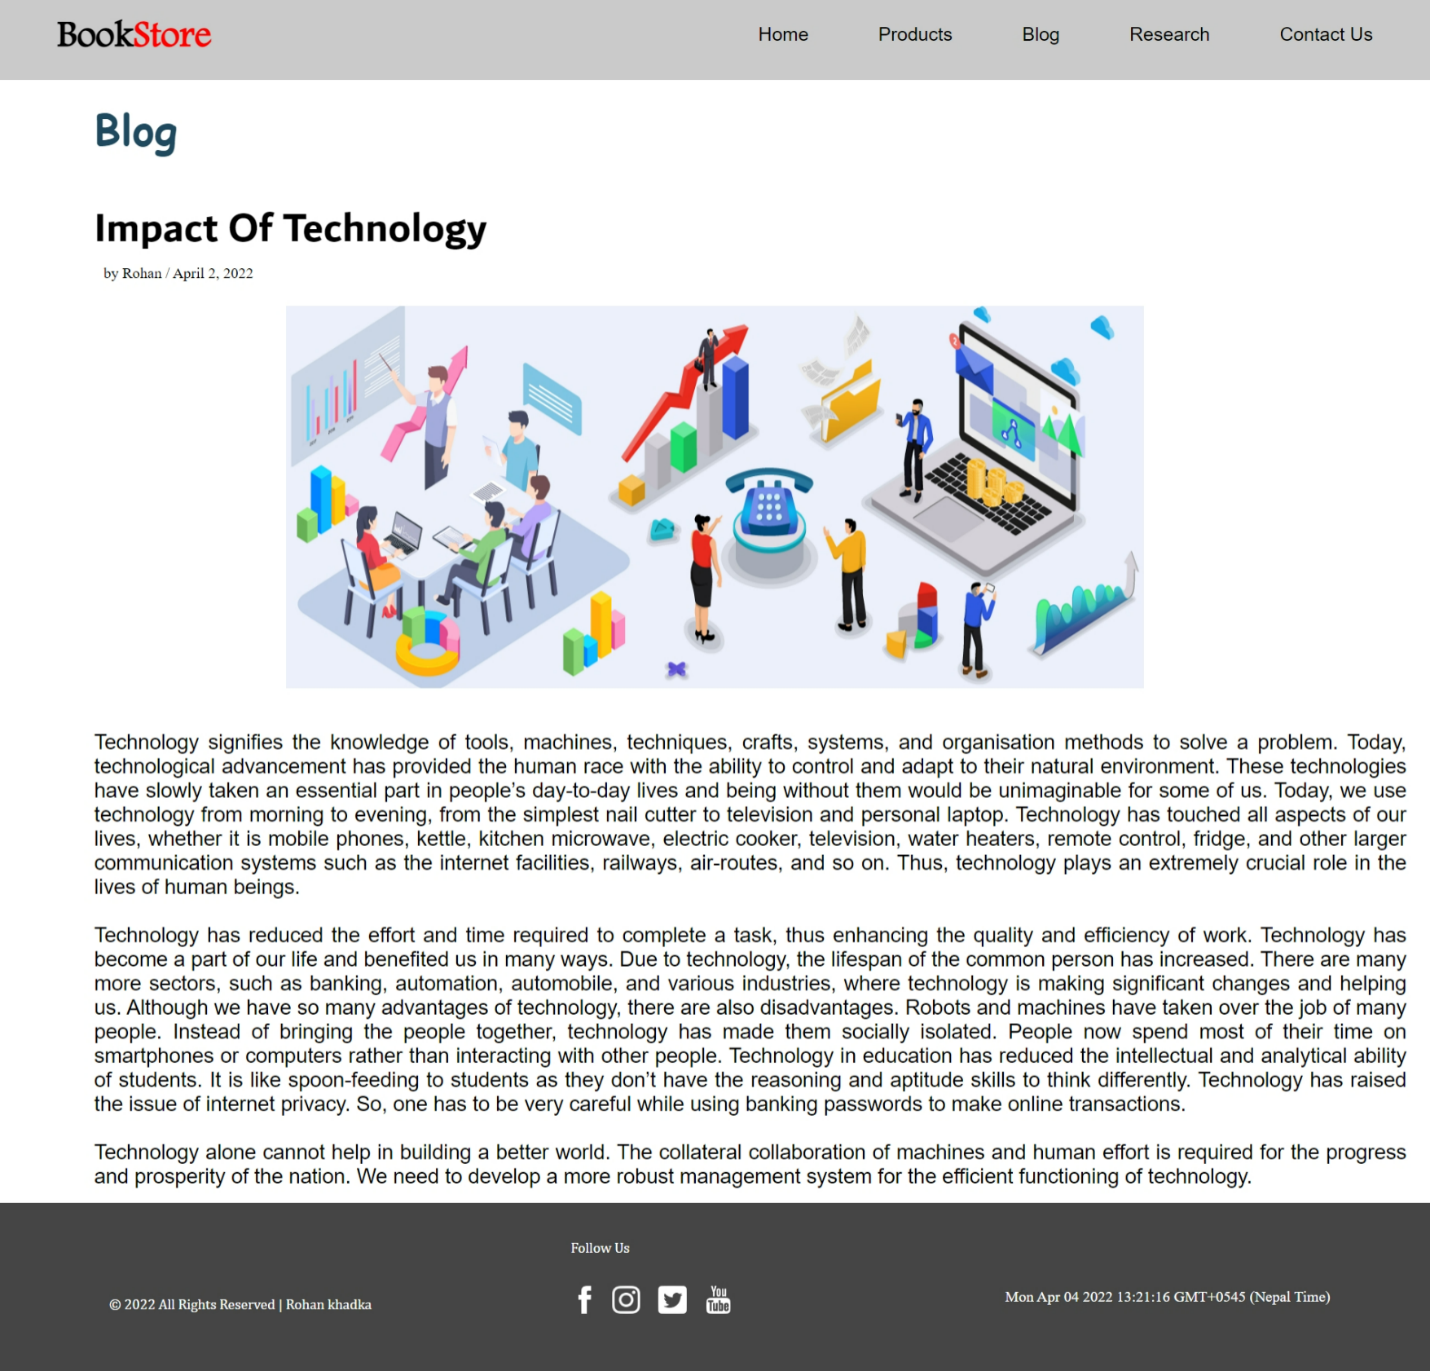 BookStore
Home Products Blog Research Contact Us
Blog
Impact Of Technology
by Rohan / April 2, 2022
Technology signifies the knowledge of tools, machines, techniques, crafts, systems, and organisation methods to solve a problem. Today,
technological advancement has provided the human race with the ability to control and adapt to their natural environment. These technologies
have slowly taken an essential part in people’s day-to-day lives and being without them would be unimaginable for some of us. Today, we use
technology from morning to evening, from the simplest nail cutter to television and personal laptop. Technology has touched all aspects of our
lives, whether it is mobile phones, kettle, kitchen microwave, electric cooker, television, water heaters, remote control, fridge, and other larger
communication systems such as the internet facilities, railways, air-routes, and so on. Thus, technology plays an extremely crucial role in the
lives of human beings.
Technology has reduced the effort and time required to complete a task, thus enhancing the quality and efficiency of work. Technology has
become a part of our life and benefited us in many ways. Due to technology, the lifespan of the common person has increased. There are many
more sectors, such as banking, automation, automobile, and various industries, where technology is making significant changes and helping
us. Although we have so many advantages of technology, there are also disadvantages. Robots and machines have taken over the job of many
people. Instead of bringing the people together, technology has made them socially isolated. People now spend most of their time on
smartphones or computers rather than interacting with other people. Technology in education has reduced the intellectual and analytical ability
of students. It is like spoon-feeding to students as they don’t have the reasoning and aptitude skills to think differently. Technology has raised
the issue of internet privacy. So, one has to be very careful while using banking passwords to make online transactions.
Technology alone cannot help in building a better world. The collateral collaboration of machines and human effort is required for the progress
and prosperity of the nation. We need to develop a more robust management system for the efficient functioning of technology.
Follow Us
© 2022 All Rights Reserved | Rohan khadka
You
Tube
Mon Apr 04 2022 13:21:16 GMT+0545 (Nepal Time)